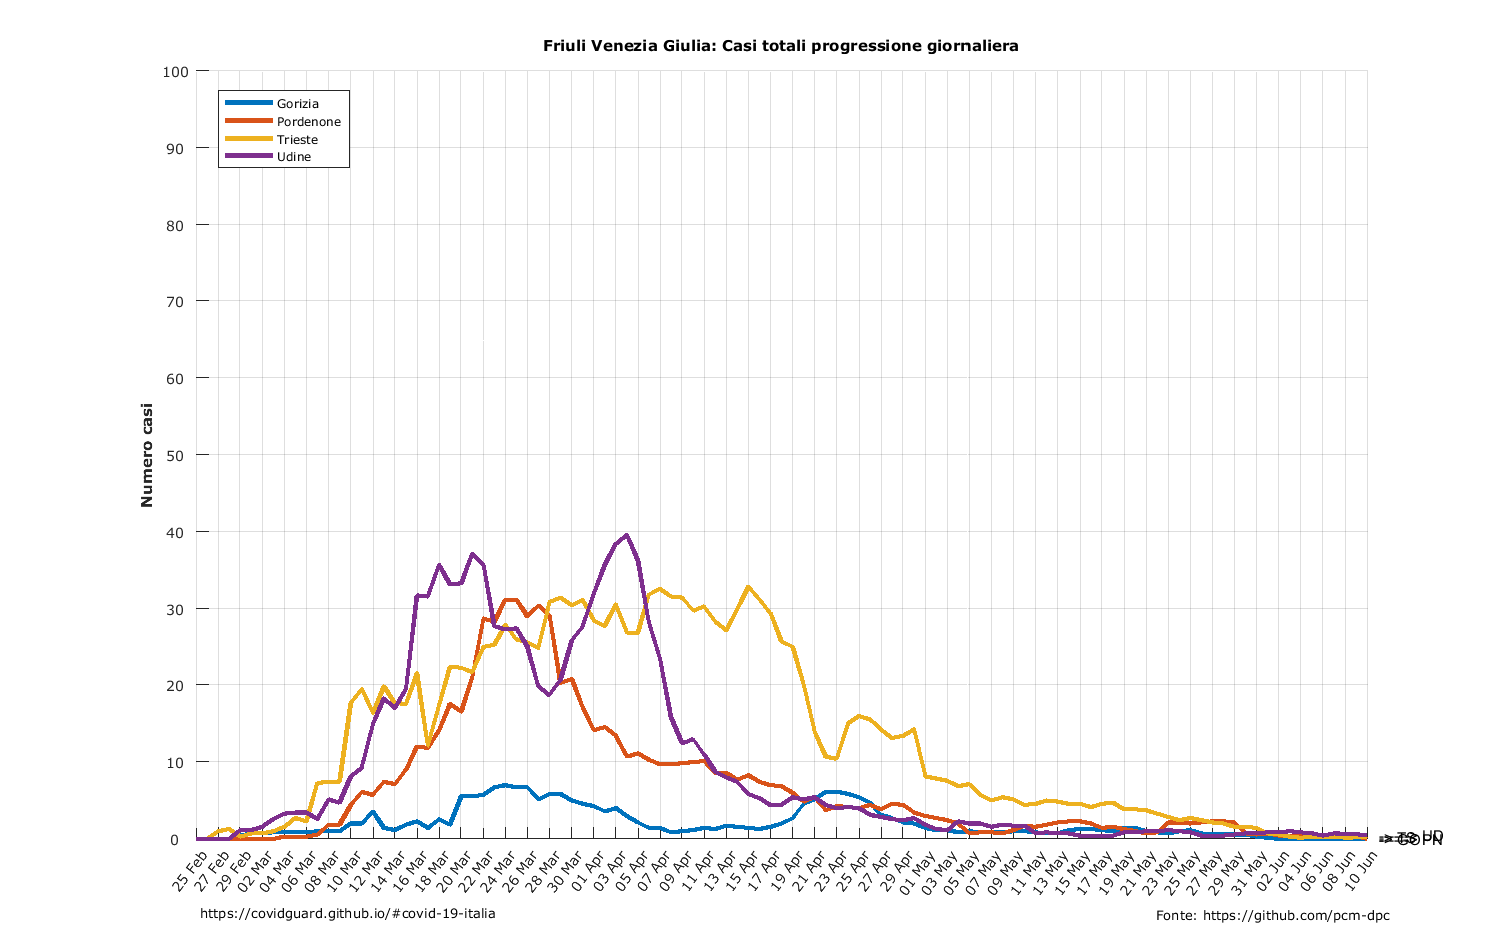 Friuli Venezia Giulia: Casi totali progressione giornaliera
100
90
80
70
60
50
40
30
20
10
0
Numero casi
Gorizia
Pordenone
Trieste
Udine
25 Feb
27 Feb
29 Feb
02 Mar
04 Mar
06 Mar
08 Mar
10 Mar
12 Mar
14 Mar
16 Mar
18 Mar
20 Mar
22 Mar
24 Mar
26 Mar
28 Mar
30 Mar
01 Apr
03 Apr
05 Apr
07 Apr
09 Apr
11 Apr
13 Apr
15 Apr
17 Apr
19 Apr
21 Apr
23 Apr
25 Apr
27 Apr
29 Apr
01 May
03 May
05 May
07 May
09 May
11 May
13 May
15 May
17 May
19 May
21 May
23 May
25 May
27 May
29 May
31 May
02 Jun
04 Jun
06 Jun
08 Jun
10 Jun
https://covidguard.github.io/#covid-19-italia
Fonte: https://github.com/pcm-dpc